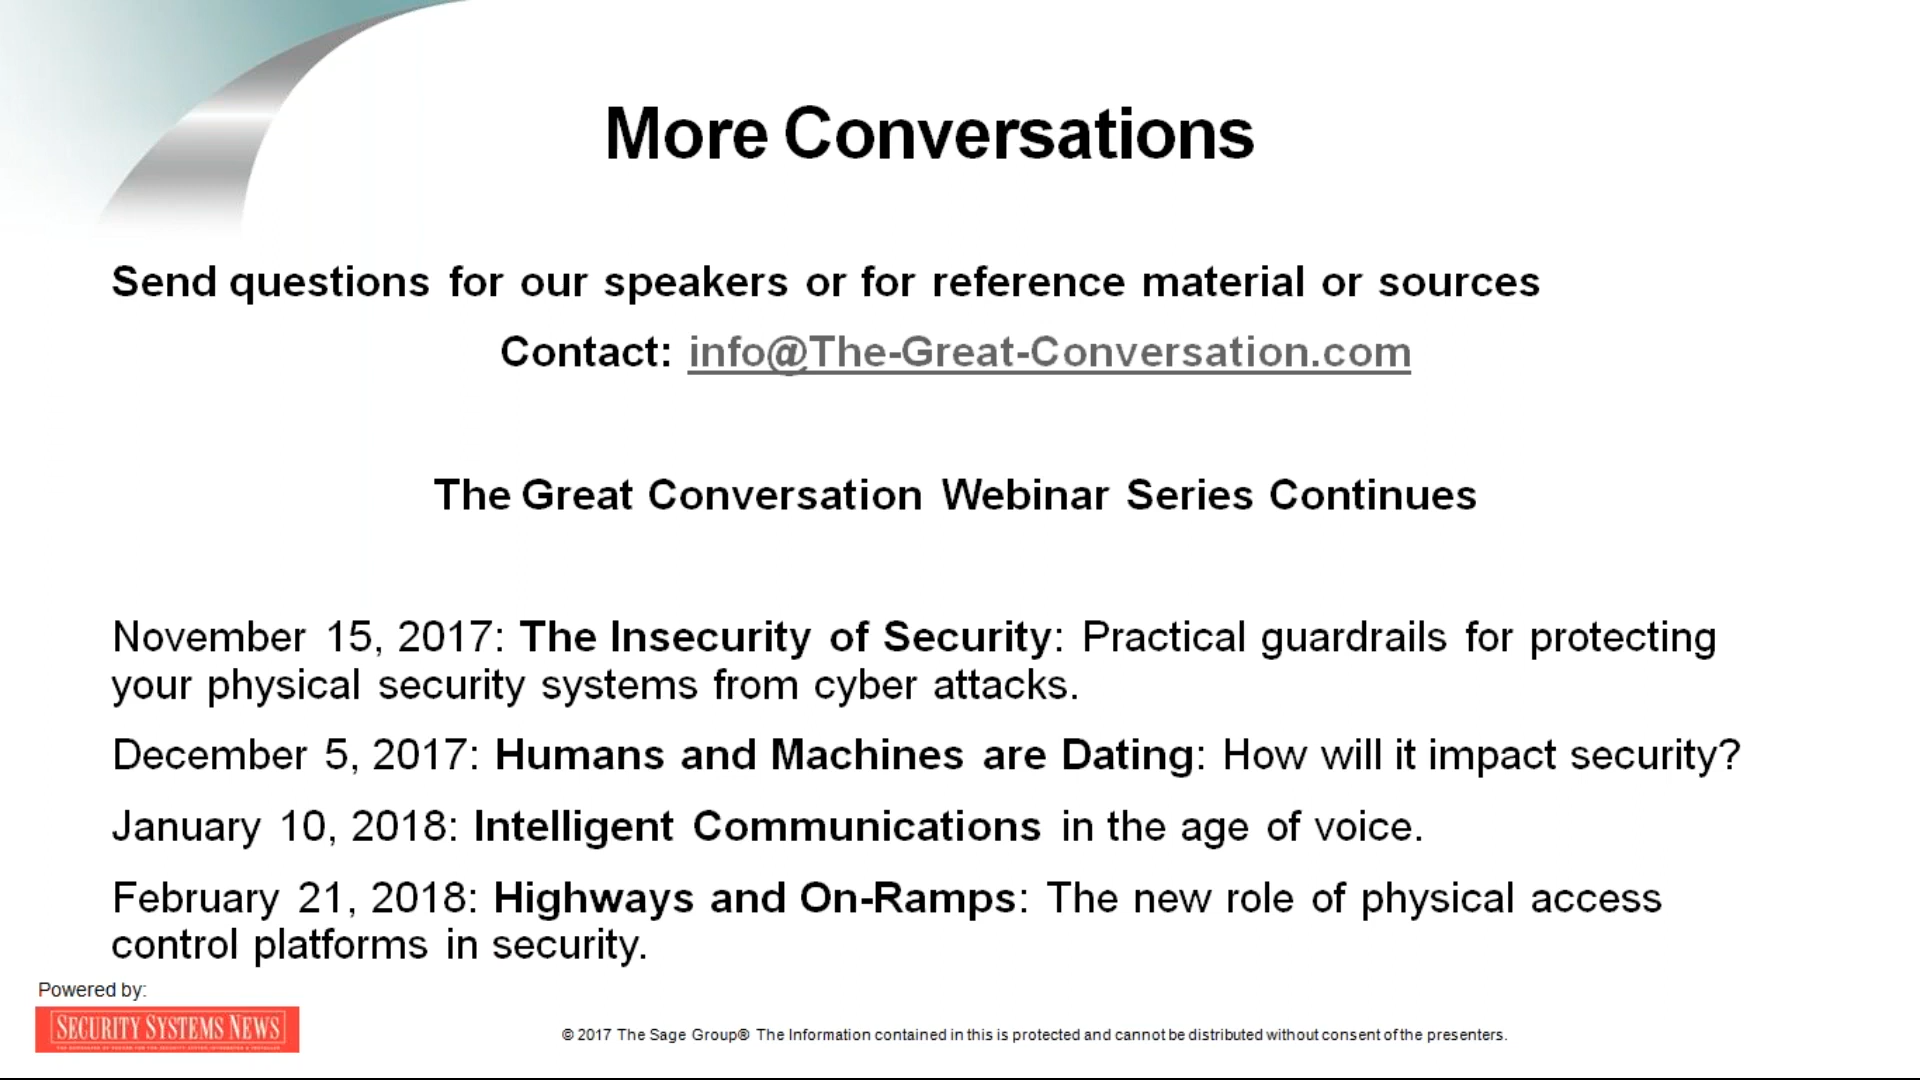 More Conversations
Send questions for our speakers or for reference material or sources
Contact: info@The-Great-Conversation.com
The Great Conversation Webinar Series Continues
November 15, 2017: The Insecurity of Security: Practical guardrails for protecting
your physical security systems from cyber attacks.
December 5, 2017: Humans and Machines are Dating: How will it impact security?
January 10, 2018: Intelligent Communications in the age of voice.
February 21, 2018: Highways and On-Ramps: The new role of physical access
control platforms in security.
Powered by:
SECURITY SYSTEMS NEWS
© 2017 The Sage Group® The Information contained in this is protected and cannot be distributed without consent of the presenters.